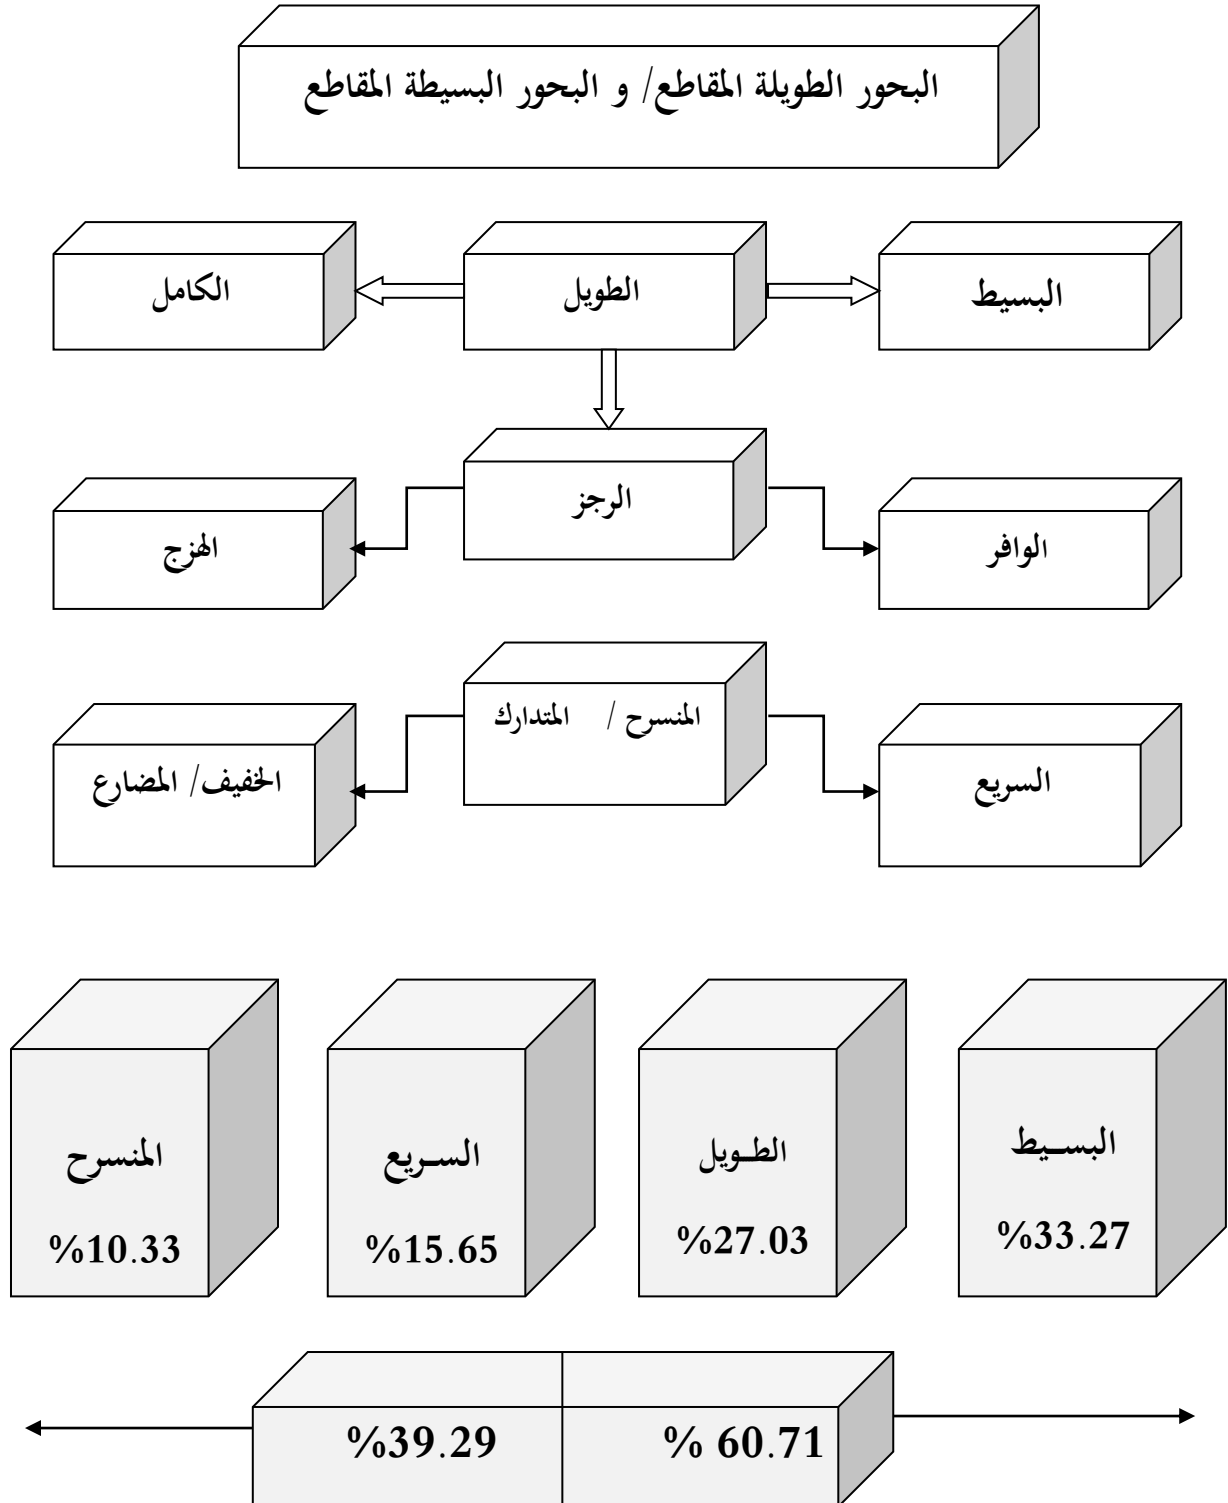 البحور الطويلة المقاطع/ و البحور البسيطة المقاطع
البسيط
الطويل
الكامل
الرجز
الوافر
الهزج
المنسرح / المتدارك
السريع
الخفيف/ المضارع
البسـيط
%33.27
الطـويل
%27.03
السـريع
%15.65
المنسرح
%10.33
% 60.71
%39.29